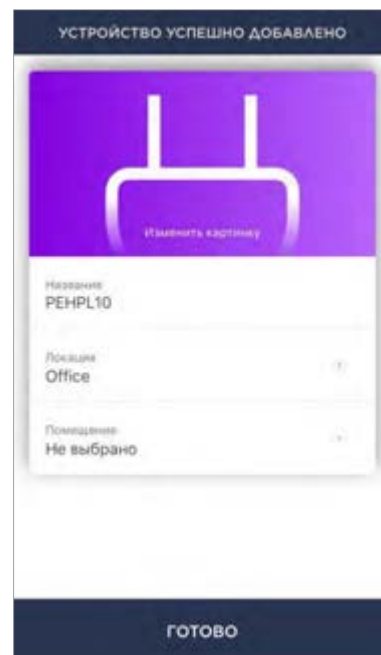 УСТРОЙСТВО УСПЕШНО ДОБАВЛЕНО
Изменить картинку
Название
PEHPL10
Локация
Office
Помещение
Не выбрано
ГОТОВО